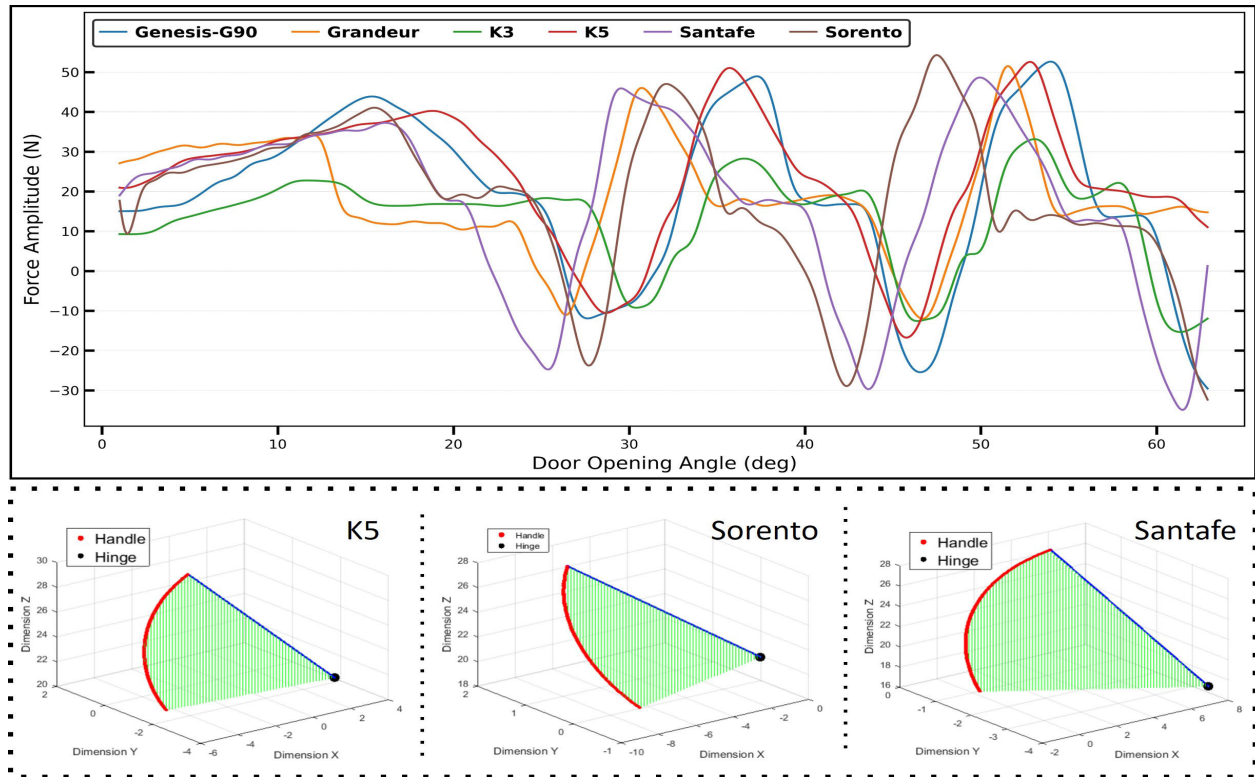 Genesis-G90 Grandeur K3 K5 Santafe Sorento
Force Amplitude (N)
50
40
30
20
10
0
−10
−20
−30
0 10 20 30 40 50 60
Door Opening Angle (deg)
K5
Handle
Hinge
Dimension Z
30
28
26
24
22
20
2
0
-2
-4
Dimension Y
-6
-4
-2
0
2
4
Dimension X
Sorento
Handle
Hinge
Dimension Z
28
26
24
22
20
18
2
1
0
-1
Dimension Y
-10
-8
-6
-4
-2
0
Dimension X
Santafe
Handle
Hinge
Dimension Z
28
26
24
22
20
18
16
0
-1
-2
-3
-4
Dimension Y
-2
0
2
4
6
8
Dimension X